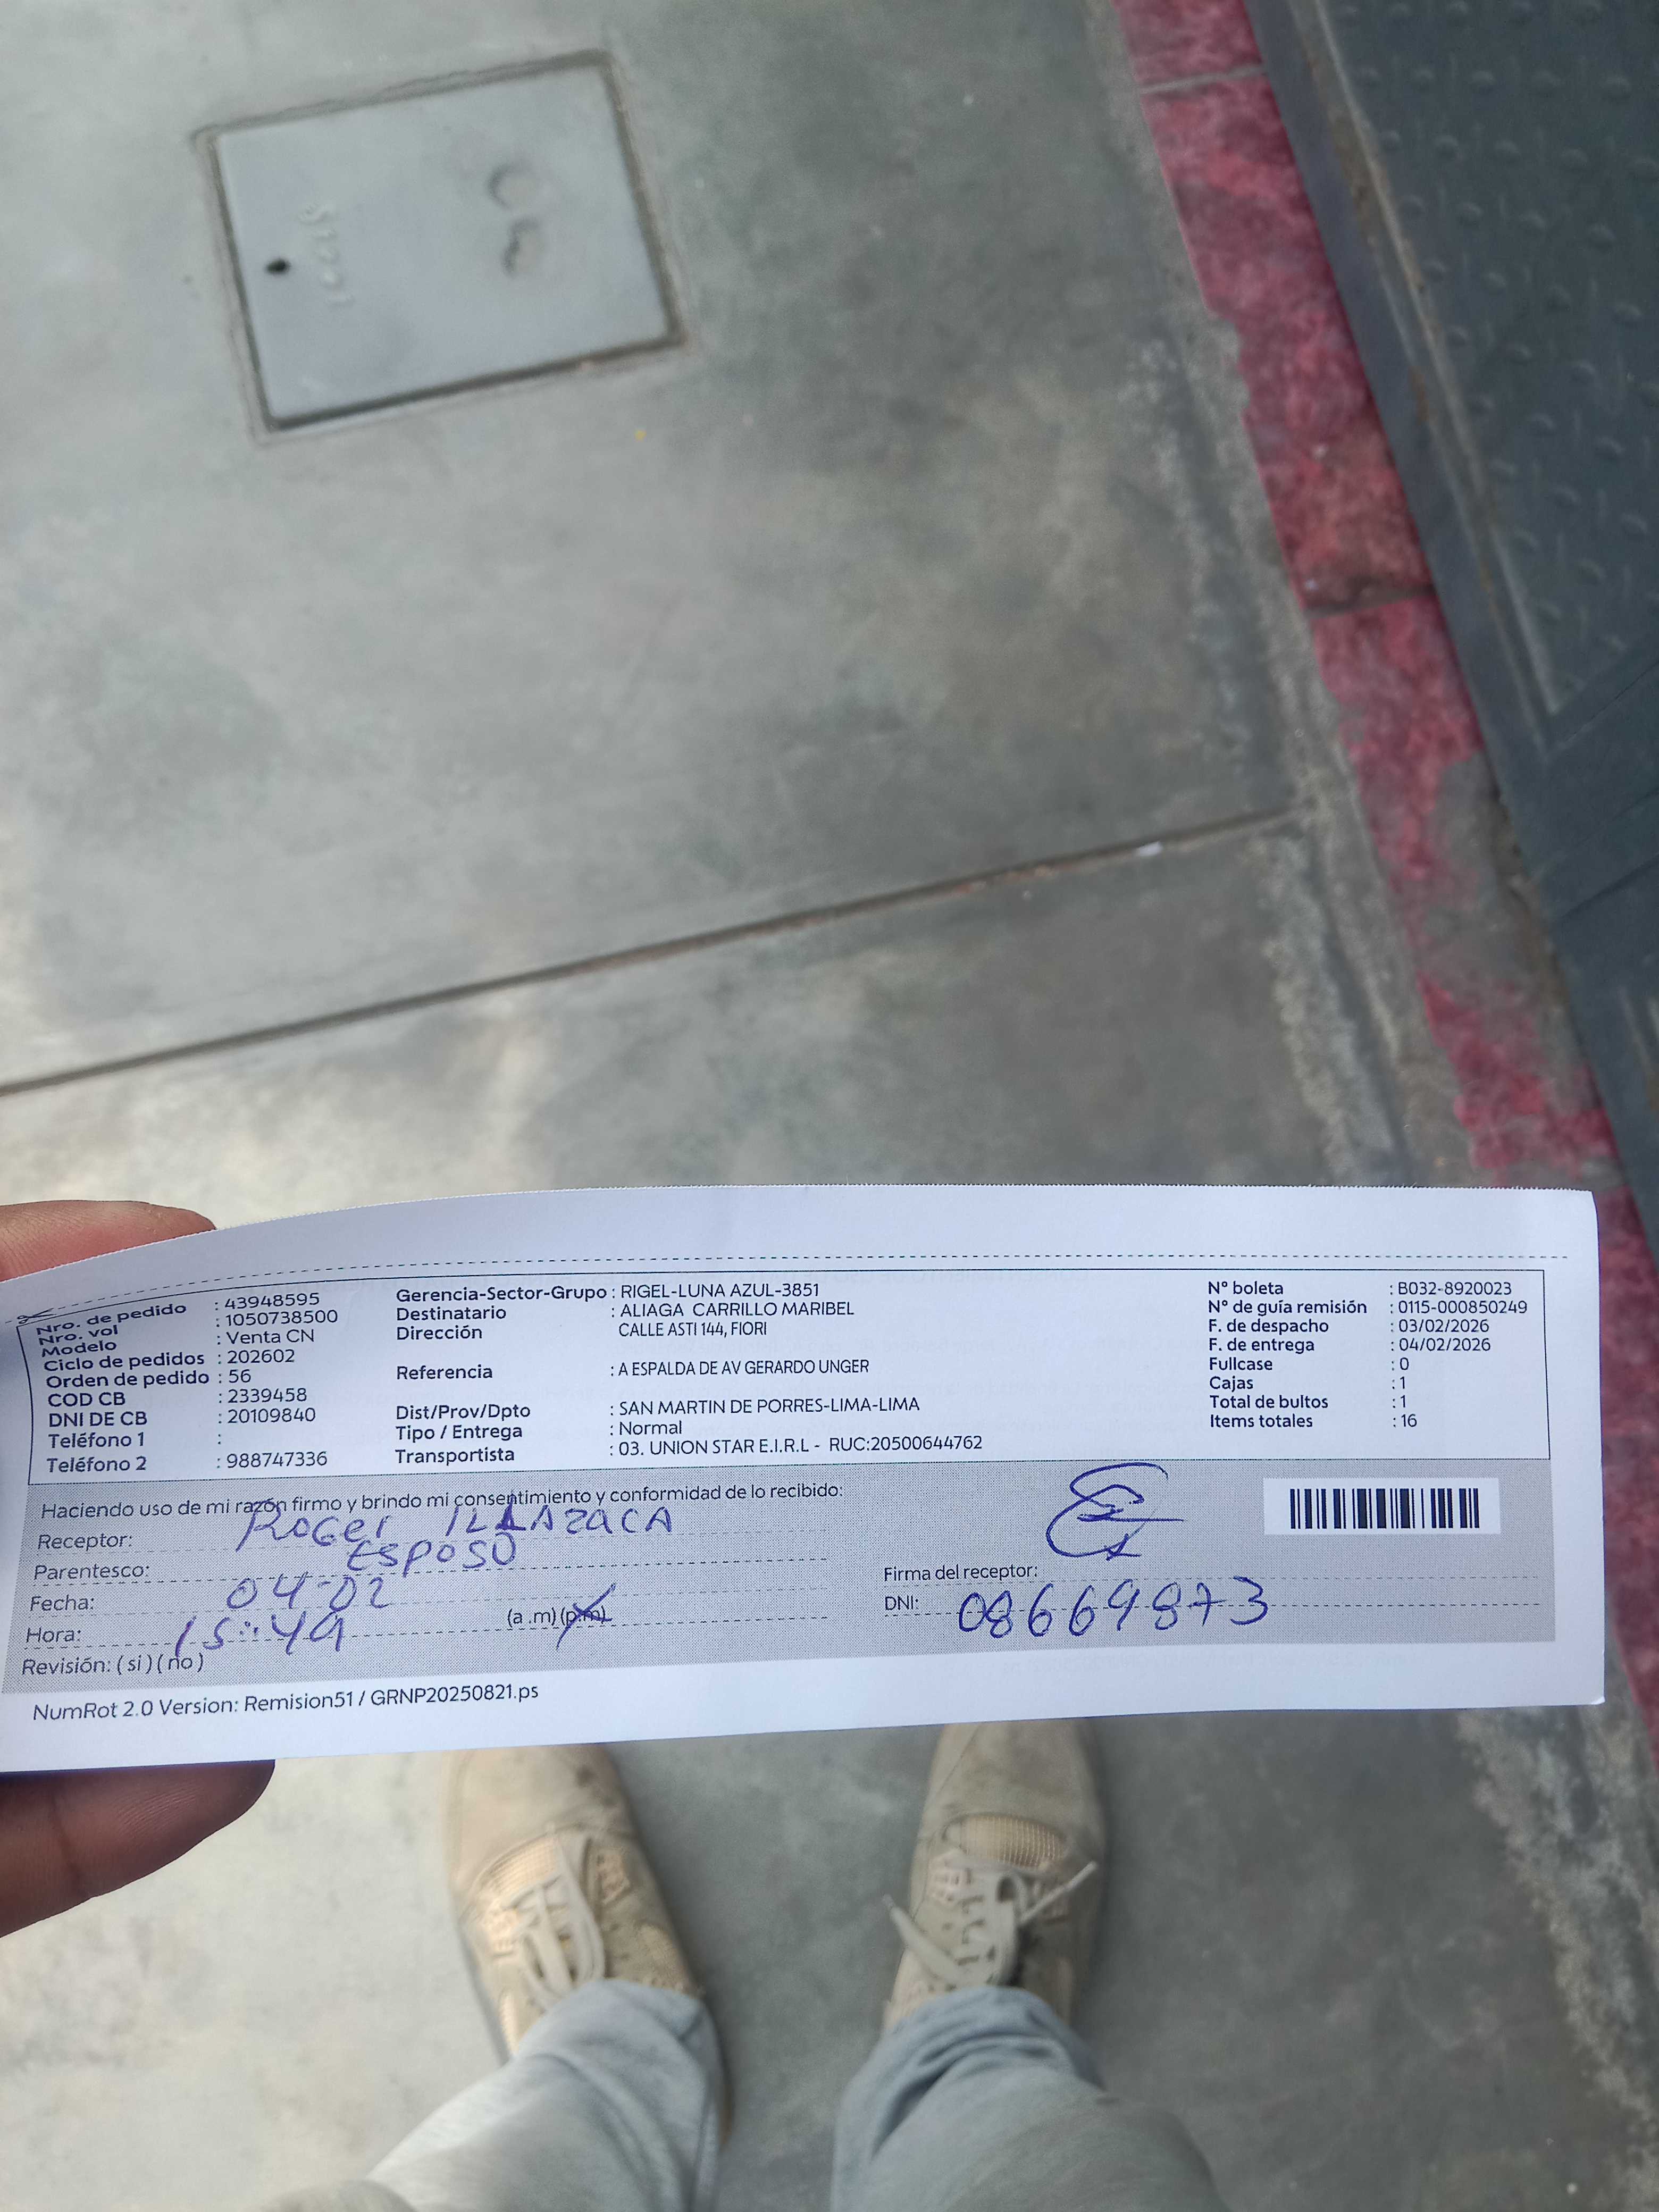 Nro. de pedido : 43948595
Nro. vol : 1050738500
Modelo : Venta CN
Ciclo de pedidos : 202602
Orden de pedido : 56
COD CB : 2339458
DNI DE CB : 20109840
Teléfono 1 :
Teléfono 2 : 988747336
Gerencia-Sector-Grupo : RIGEL-LUNA AZUL-3851
Destinatario : ALIAGA CARRILLO MARIBEL
Dirección CALLE ASTI 144, FIORI
Referencia : A ESPALDA DE AV GERARDO UNGER
Dist/Prov/Dpto : SAN MARTIN DE PORRES-LIMA-LIMA
Tipo / Entrega : Normal
Transportista : 03. UNION STAR E.I.R.L - RUC:20500644762
N° boleta : B032-8920023
N° de guía remisión : 0115-000850249
F. de despacho : 03/02/2026
F. de entrega : 04/02/2026
Fullcase : 0
Cajas : 1
Total de bultos : 1
Items totales : 16
Haciendo uso de mi razón firmo y brindo mi consentimiento y conformidad de lo recibido:
Receptor: ROGER
Parentesco: ESPOSO
Fecha: 04-02
Hora: 15:49 (a .m) (p.m)
Revisión: ( si ) ( no )
Firma del receptor:
DNI: 08669873
NumRot 2.0 Version: Remision51 / GRNP20250821.ps